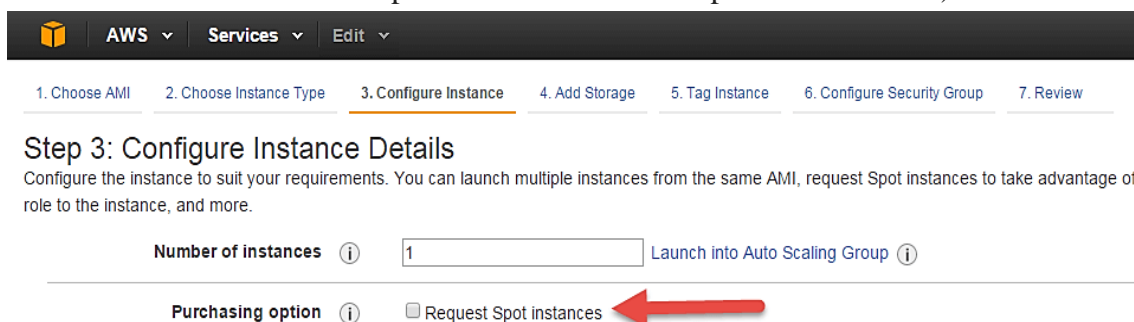 AWS Services Edit
1. Choose AMI 2. Choose Instance Type 3. Configure Instance 4. Add Storage 5. Tag Instance 6. Configure Security Group 7. Review
Step 3: Configure Instance Details
Configure the instance to suit your requirements. You can launch multiple instances from the same AMI, request Spot instances to take advantage of
role to the instance, and more.
Number of instances i 1 Launch into Auto Scaling Group i
Purchasing option i Request Spot instances